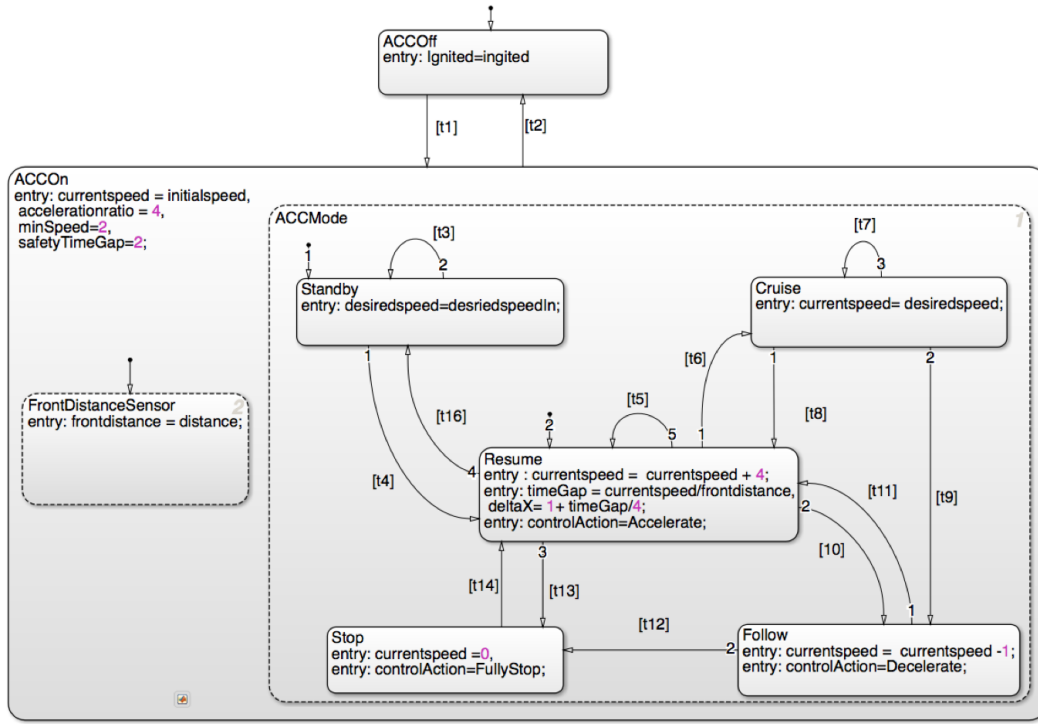 ACCOff
entry: Ignited=ingited
[t1]
[t2]
ACCOn
entry: currentspeed = initialspeed,
accelerationratio = 4,
minSpeed=2,
safetyTimeGap=2;
ACCMode
1
[t3]
1
2
Standby
entry: desiredspeed=desriedspeedIn;
1
[t7]
3
Cruise
entry: currentspeed= desiredspeed;
1
2
FrontDistanceSensor
2
entry: frontdistance = distance;
[t16]
[t4]
[t6]
[t8]
[t9]
[t5]
2
5
1
Resume
entry : currentspeed = currentspeed + 4;
entry: timeGap = currentspeed/frontdistance,
deltaX= 1+ timeGap/4;
entry: controlAction=Accelerate;
4
2
3
[t11]
[10]
[t14]
[t13]
[t12]
Stop
entry: currentspeed =0,
entry: controlAction=FullyStop;
1
2
Follow
entry: currentspeed = currentspeed -1;
entry: controlAction=Decelerate;